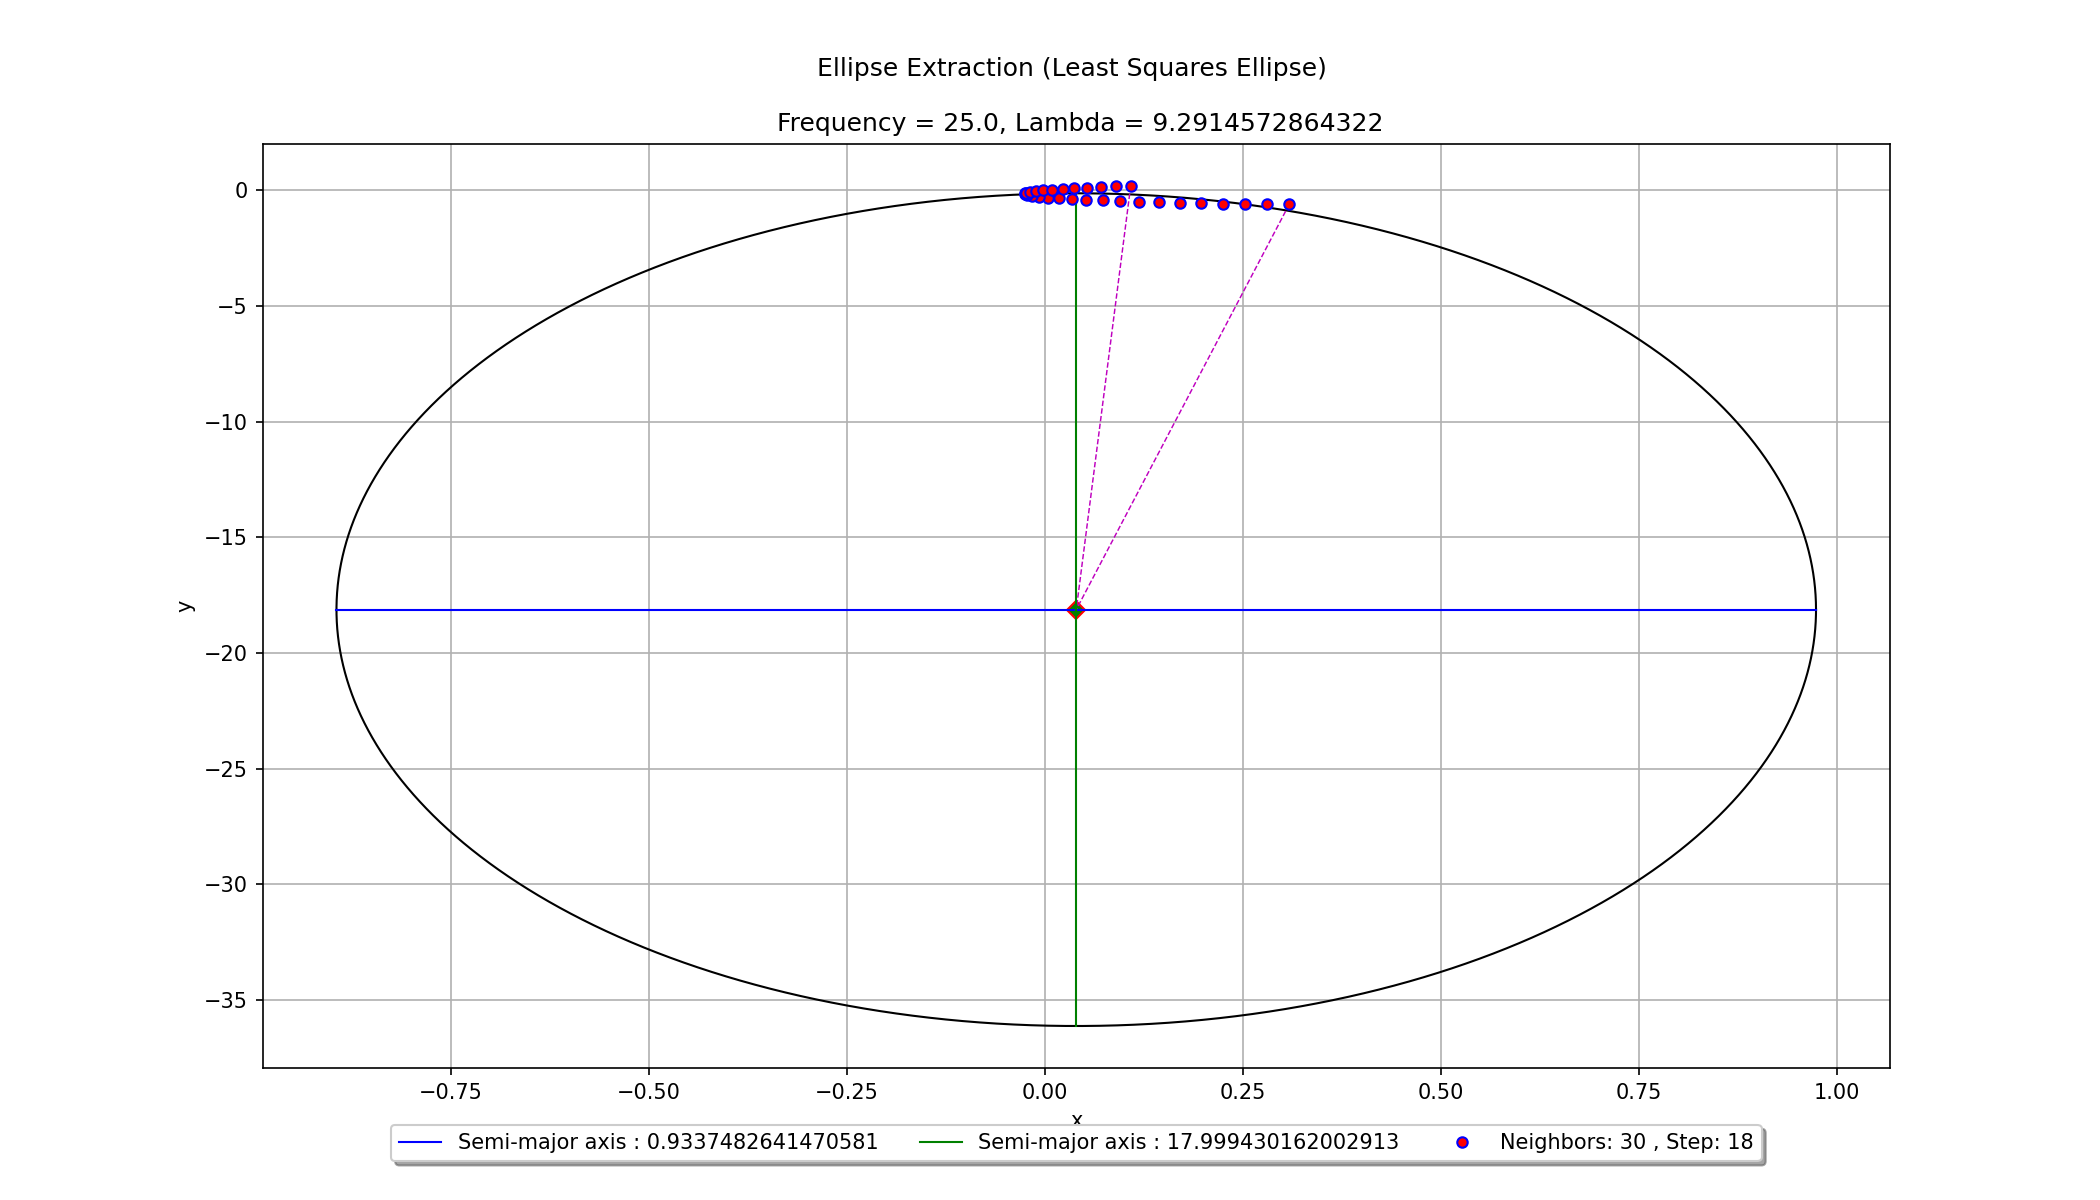 Ellipse Extraction (Least Squares Ellipse)
Frequency = 25.0, Lambda = 9.2914572864322
0
−5
−10
−15
−20
−25
−30
−35
y
−0.75 −0.50 −0.25 0.00 0.25 0.50 0.75 1.00
x
Semi-major axis : 0.9337482641470581 Semi-major axis : 17.999430162002913 Neighbors: 30 , Step: 18